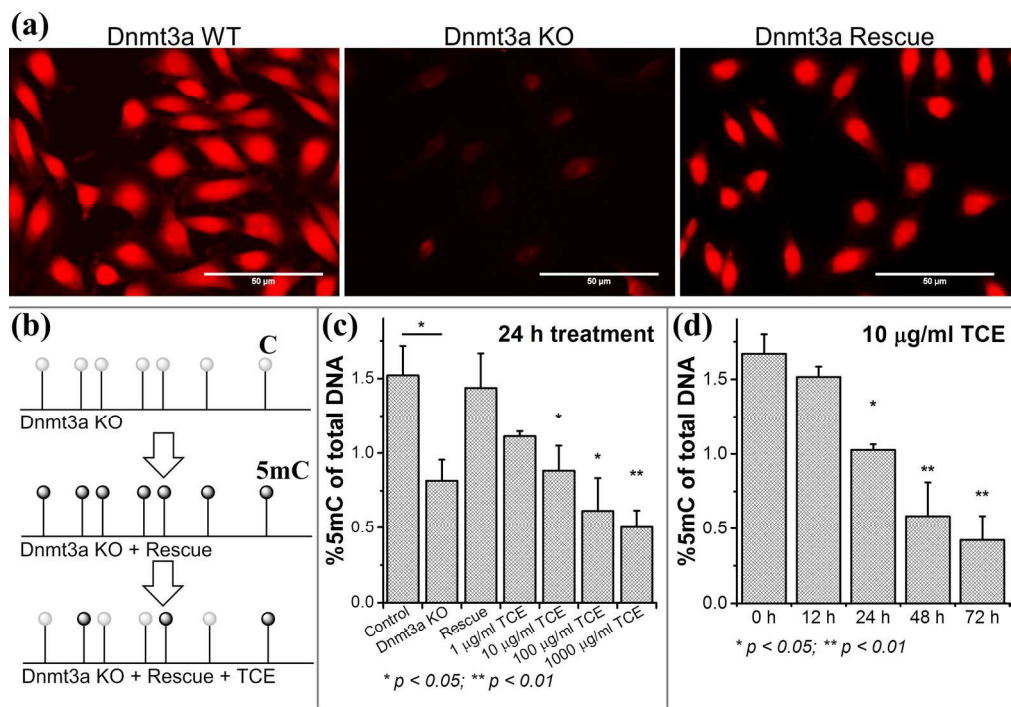 (a)
Dnmt3a WT
Dnmt3a KO
Dnmt3a Rescue
50 µm
50 µm
50 µm
(b)
C
Dnmt3a KO
5mC
Dnmt3a KO + Rescue
Dnmt3a KO + Rescue + TCE
(c)
24 h treatment
%5mC of total DNA
1.5
1.0
0.5
0.0
*
*
*
**
Control
Dnmt3a KO
Rescue
1 µg/ml TCE
10 µg/ml TCE
100 µg/ml TCE
1000 µg/ml TCE
* p < 0.05; ** p < 0.01
(d)
10 µg/ml TCE
%5mC of total DNA
1.5
1.0
0.5
0.0
*
**
**
0 h 12 h 24 h 48 h 72 h
* p < 0.05; ** p < 0.01